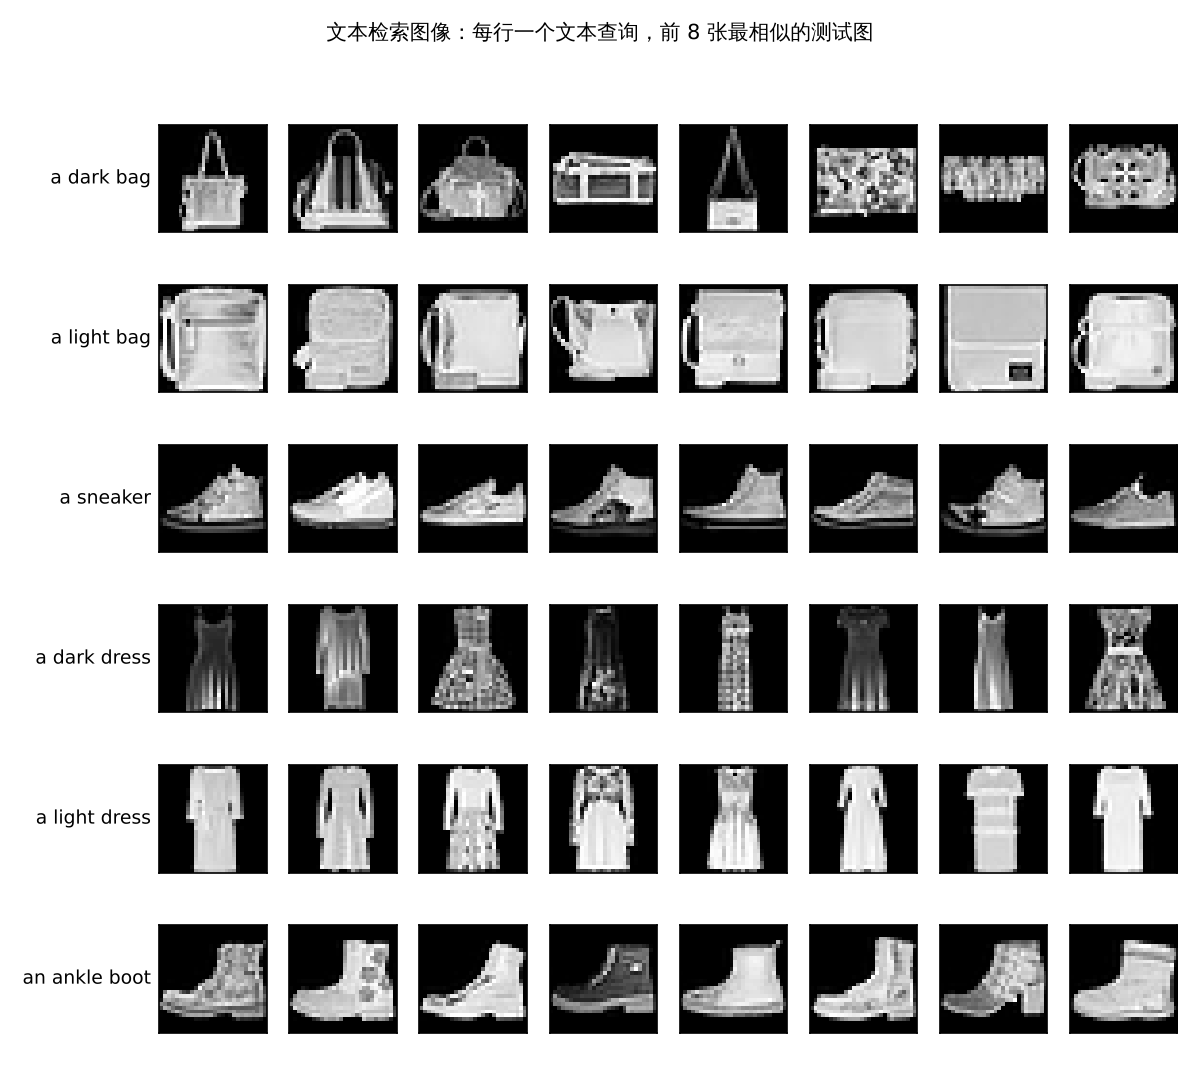 文本检索图像：每行一个文本查询，前 8 张最相似的测试图
a dark bag
a light bag
a sneaker
a dark dress
a light dress
an ankle boot